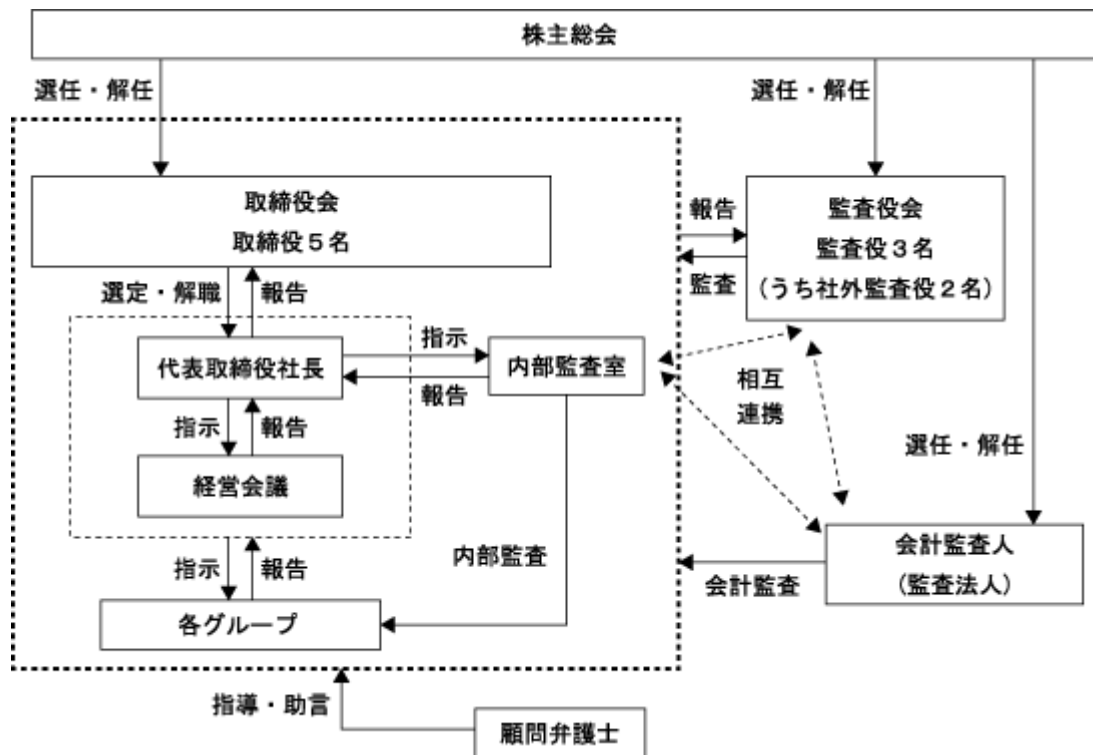 株主総会
選任・解任
選任・解任
取締役会
取締役5名
報告
監査
監査役会
監査役3名
(うち社外監査役2名)
選定・解職
報告
代表取締役社長
指示
報告
内部監査室
相互
連携
指示
報告
経営会議
選任・解任
指示
報告
内部監査
会計監査
会計監査人
(監査法人)
各グループ
指導・助言
顧問弁護士